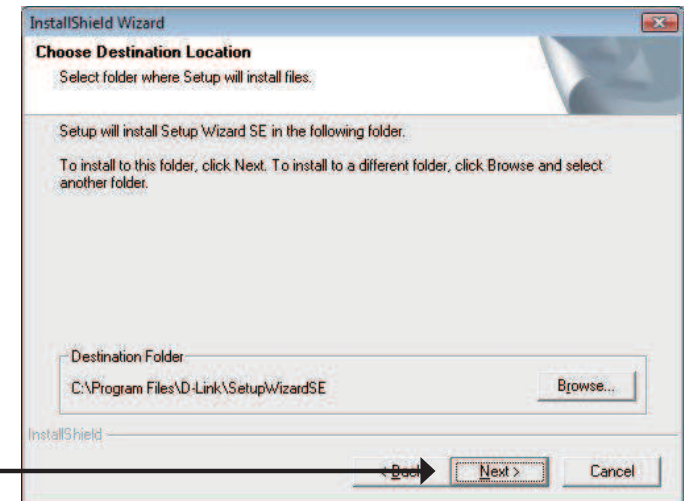 InstallShield Wizard
Choose Destination Location
Select folder where Setup will install files.
Setup will install Setup Wizard SE in the following folder.
To install to this folder, click Next. To install to a different folder, click Browse and select
another folder.
Destination Folder
C:\Program Files\D-Link\SetupWizardSE
Browse...
InstallShield
< Back
Next >
Cancel